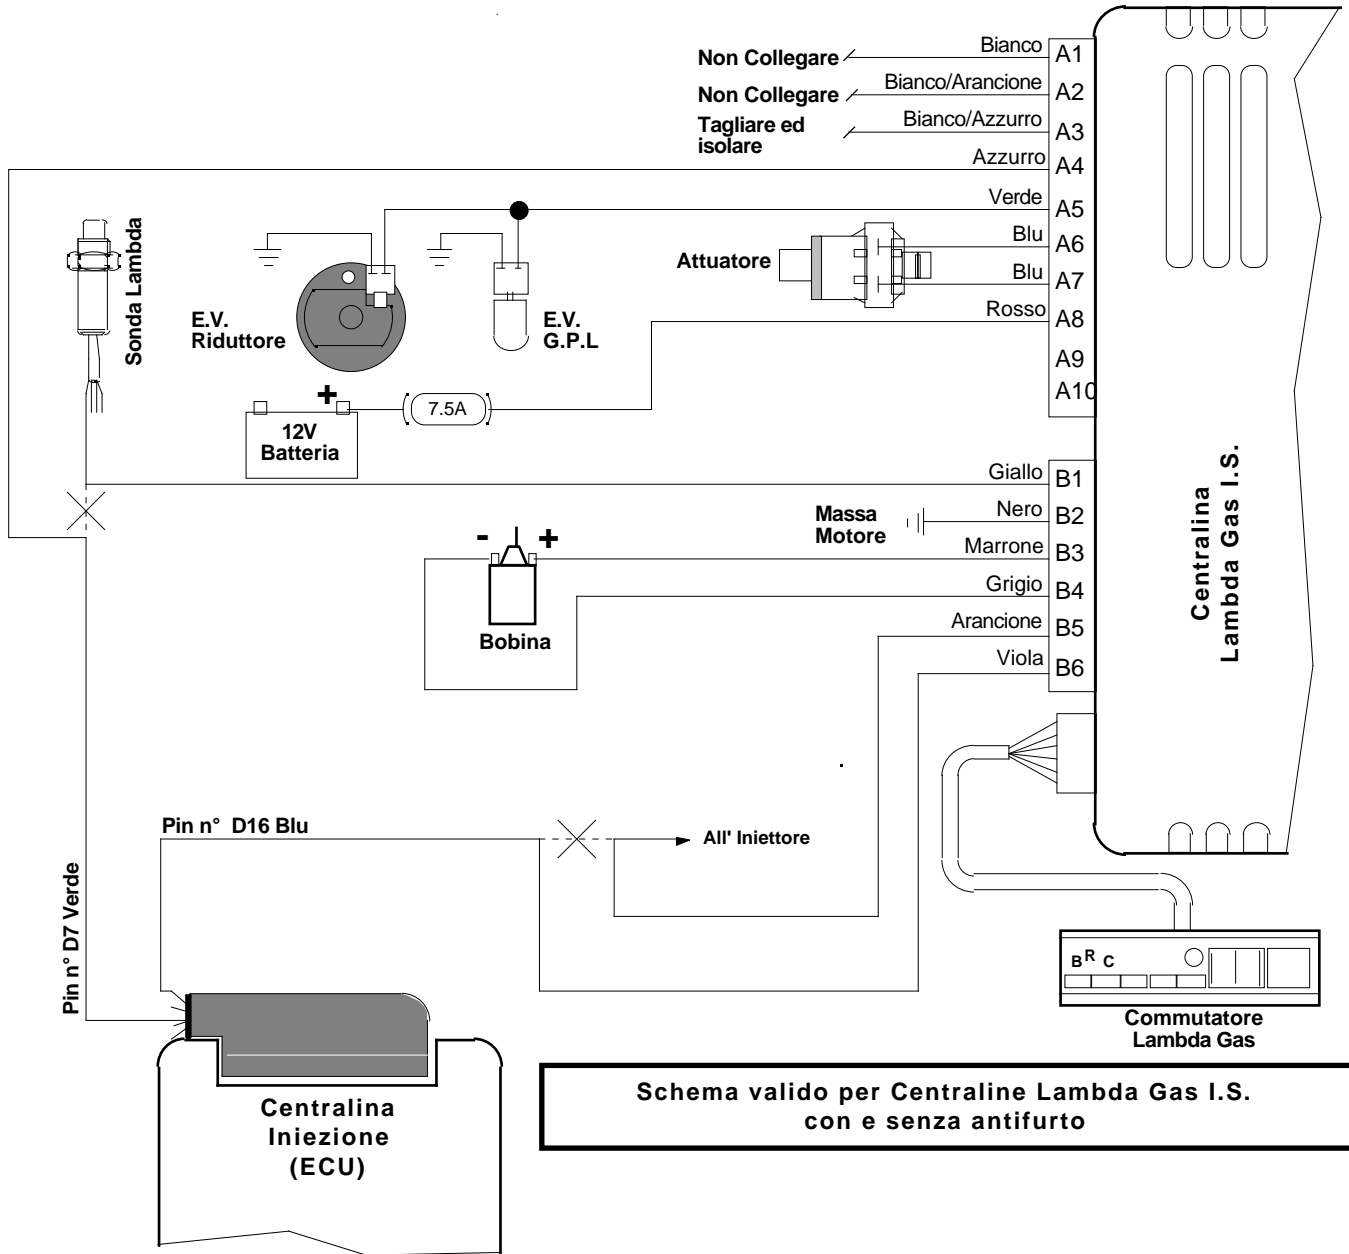 Non Collegare
Bianco
A1
Non Collegare
Bianco/Arancione
A2
Tagliare ed
isolare
Bianco/Azzurro
A3
Azzurro
A4
Verde
A5
Blu
A6
Attuatore
Blu
A7
Rosso
A8
A9
A10
Sonda Lambda
E.V.
Riduttore
E.V.
G.P.L
+
7.5A
12V
Batteria
Giallo
B1
Massa
Motore
Nero
B2
- +
Marrone
B3
Grigio
B4
Bobina
Arancione
B5
Viola
B6
Centralina
Lambda Gas I.S.
Pin n° D16 Blu
All' Iniettore
Pin n° D7 Verde
B R C
Commutatore
Lambda Gas
Centralina
Iniezione
(ECU)
Schema valido per Centraline Lambda Gas I.S.
con e senza antifurto